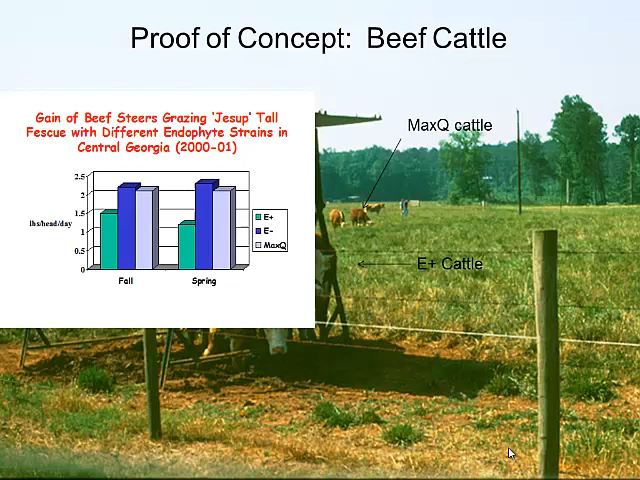 Proof of Concept:  Beef Cattle
Gain of Beef Steers Grazing ‘Jesup’ Tall
Fescue with Different Endophyte Strains in
Central Georgia (2000-01)
2.5
2
1.5
1
0.5
0
lbs/head/day
Fall
Spring
E+
E-
MaxQ
MaxQ cattle
E+ Cattle